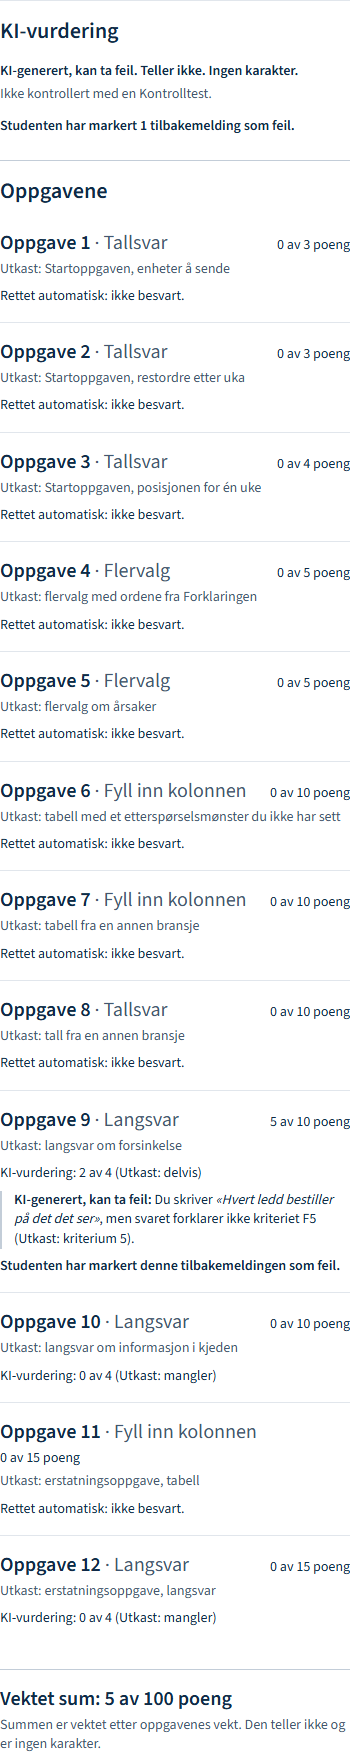 KI-vurdering
KI-generert, kan ta feil. Teller ikke. Ingen karakter.
Ikke kontrollert med en Kontrolltest.
Studenten har markert 1 tilbakemelding som feil.
Oppgavene
Oppgave 1 · Tallsvar 0 av 3 poeng
Utkast: Startoppgaven, enheter å sende
Rettet automatisk: ikke besvart.
Oppgave 2 · Tallsvar 0 av 3 poeng
Utkast: Startoppgaven, restordre etter uka
Rettet automatisk: ikke besvart.
Oppgave 3 · Tallsvar 0 av 4 poeng
Utkast: Startoppgaven, posisjonen for én uke
Rettet automatisk: ikke besvart.
Oppgave 4 · Flervalg 0 av 5 poeng
Utkast: flervalg med ordene fra Forklaringen
Rettet automatisk: ikke besvart.
Oppgave 5 · Flervalg 0 av 5 poeng
Utkast: flervalg om årsaker
Rettet automatisk: ikke besvart.
Oppgave 6 · Fyll inn kolonnen 0 av 10 poeng
Utkast: tabell med et etterspørselsmønster du ikke har sett
Rettet automatisk: ikke besvart.
Oppgave 7 · Fyll inn kolonnen 0 av 10 poeng
Utkast: tabell fra en annen bransje
Rettet automatisk: ikke besvart.
Oppgave 8 · Tallsvar 0 av 10 poeng
Utkast: tall fra en annen bransje
Rettet automatisk: ikke besvart.
Oppgave 9 · Langsvar 5 av 10 poeng
Utkast: langsvar om forsinkelse
KI-vurdering: 2 av 4 (Utkast: delvis)
KI-generert, kan ta feil: Du skriver «Hvert ledd bestiller
på det det ser», men svaret forklarer ikke kriteriet F5
(Utkast: kriterium 5).
Studenten har markert denne tilbakemeldingen som feil.
Oppgave 10 · Langsvar 0 av 10 poeng
Utkast: langsvar om informasjon i kjeden
KI-vurdering: 0 av 4 (Utkast: mangler)
Oppgave 11 · Fyll inn kolonnen
0 av 15 poeng
Utkast: erstatningsoppgave, tabell
Rettet automatisk: ikke besvart.
Oppgave 12 · Langsvar 0 av 15 poeng
Utkast: erstatningsoppgave, langsvar
KI-vurdering: 0 av 4 (Utkast: mangler)
Vektet sum: 5 av 100 poeng
Summen er vektet etter oppgavenes vekt. Den teller ikke og
er ingen karakter.